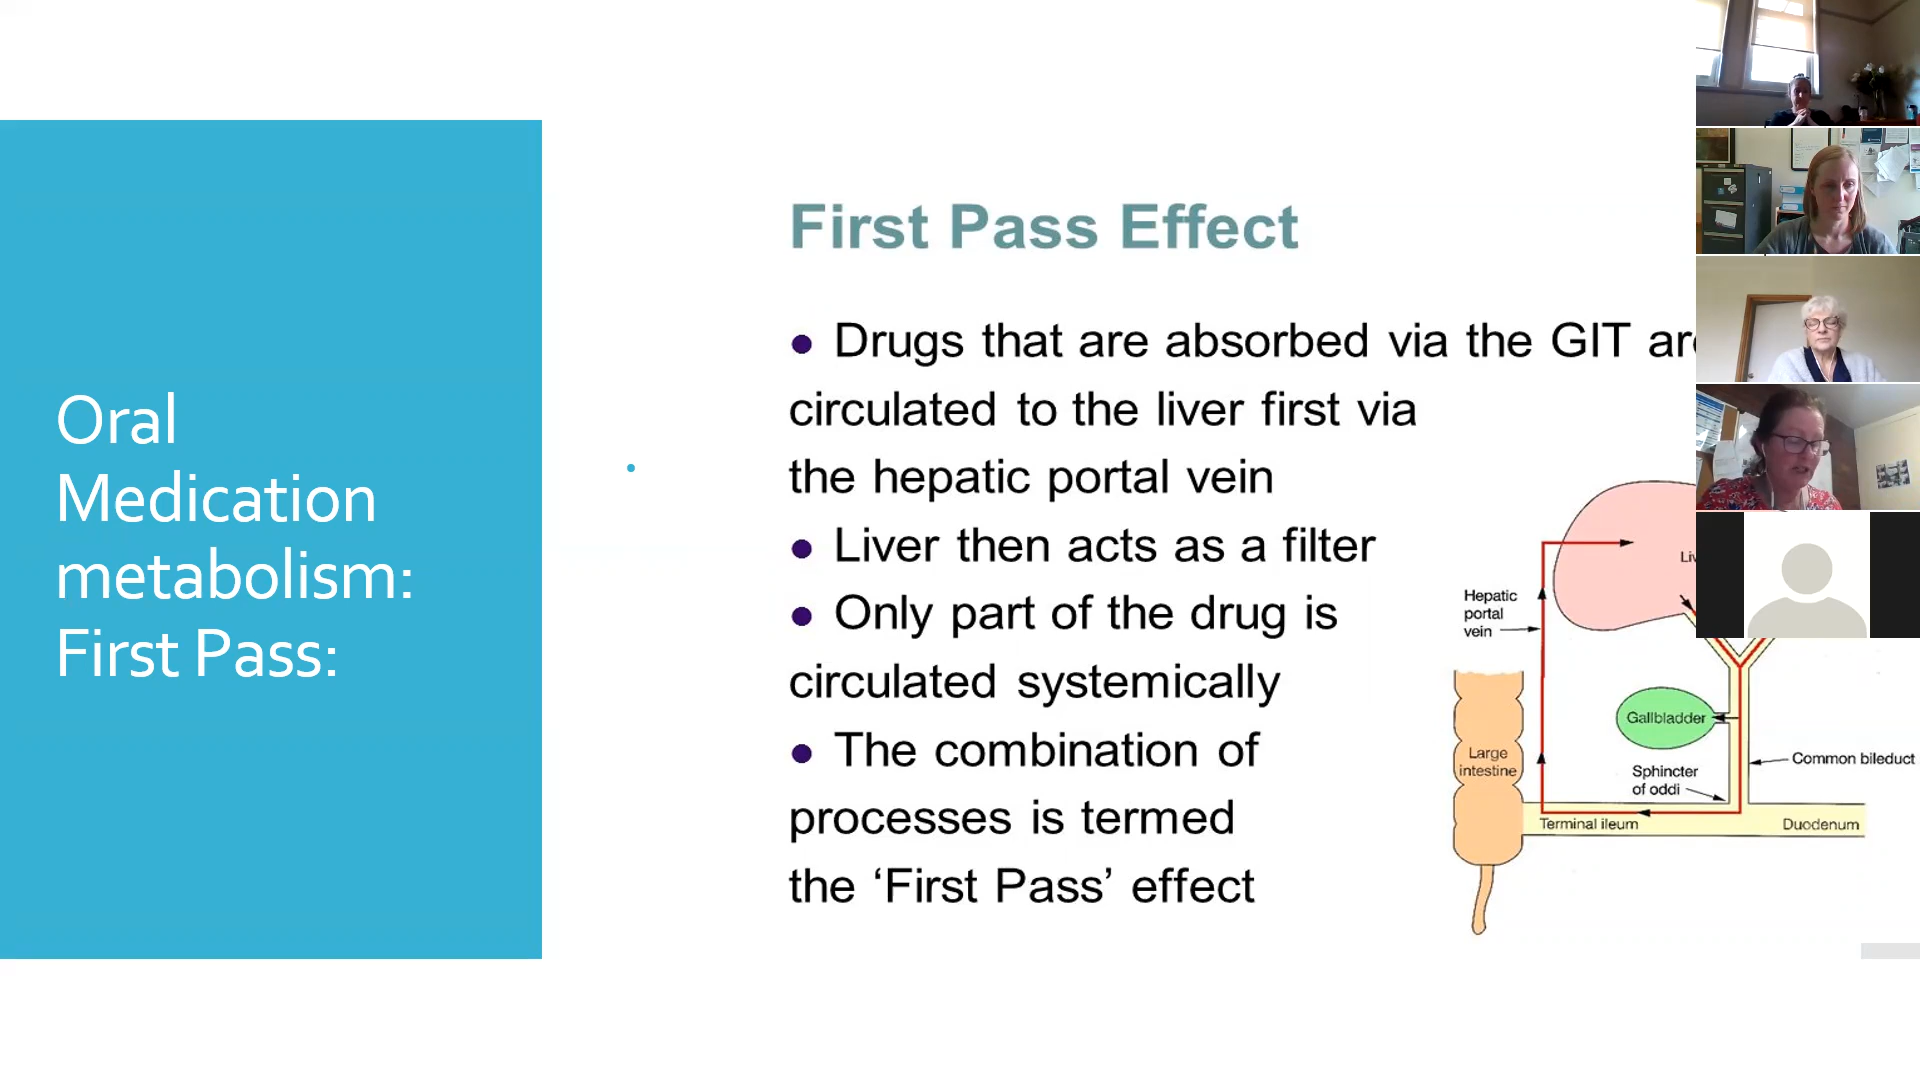 Oral
Medication
metabolism:
First Pass:
First Pass Effect
• Drugs that are absorbed via the GIT
circulated to the liver first via
the hepatic portal vein
• Liver then acts as a filter
• Only part of the drug is
circulated systemically
• The combination of
processes is termed
the ‘First Pass’ effect
Hepatic
portal
vein
Gallbladder
Large
intestine
Sphincter
of oddi
Common bileduct
Terminal ileum
Duodenum